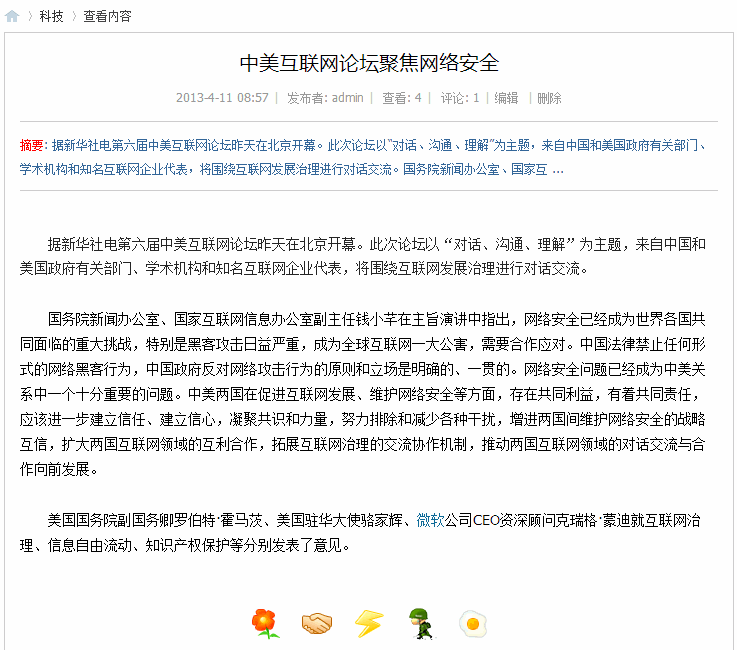 〉科技 〉查看内容
中美互联网论坛聚焦网络安全
2013-4-11 08:57 | 发布者: admin | 查看: 4 | 评论: 1 | 编辑 | 删除
摘要: 据新华社电第六届中美互联网论坛昨天在北京开幕。此次论坛以“对话、沟通、理解”为主题，来自中国和美国政府有关部门、
学术机构和知名互联网企业代表，将围绕互联网发展治理进行对话交流。国务院新闻办公室、国家互 ...
据新华社电第六届中美互联网论坛昨天在北京开幕。此次论坛以“对话、沟通、理解”为主题，来自中国和
美国政府有关部门、学术机构和知名互联网企业代表，将围绕互联网发展治理进行对话交流。
国务院新闻办公室、国家互联网信息办公室副主任钱小芊在主旨演讲中指出，网络安全已经成为世界各国共
同面临的重大挑战，特别是黑客攻击日益严重，成为全球互联网一大公害，需要合作应对。中国法律禁止任何形
式的网络黑客行为，中国政府反对网络攻击行为的原则和立场是明确的、一贯的。网络安全问题已经成为中美关
系中一个十分重要的问题。中美两国在促进互联网发展、维护网络安全等方面，存在共同利益，有着共同责任，
应该进一步建立信任、建立信心，凝聚共识和力量，努力排除和减少各种干扰，增进两国间维护网络安全的战略
互信，扩大两国互联网领域的互利合作，拓展互联网治理的交流协作机制，推动两国互联网领域的对话交流与合
作向前发展。
美国国务院副国务卿罗伯特·霍马茨、美国驻华大使骆家辉、微软公司CEO资深顾问克瑞格·蒙迪就互联网治
理、信息自由流动、知识产权保护等分别发表了意见。